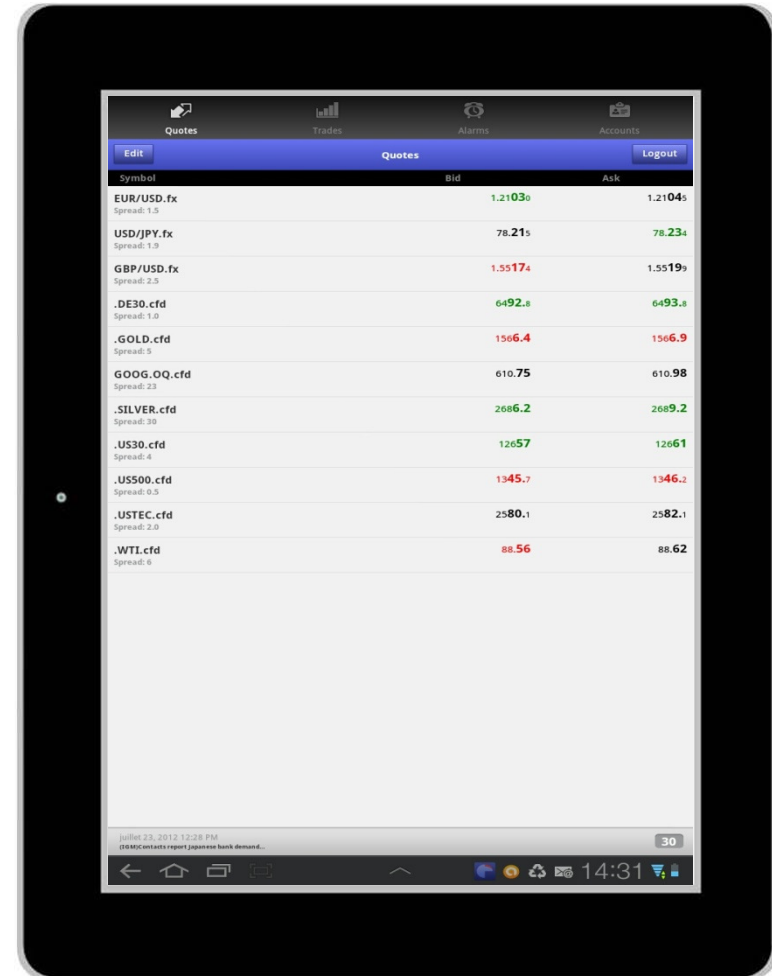 Quotes Trades Alarms Accounts
Edit Quotes Logout
Symbol Bid Ask
EUR/USD.fx 1.21030 1.21045
Spread: 1.5
USD/JPY.fx 78.215 78.234
Spread: 1.9
GBP/USD.fx 1.55174 1.55199
Spread: 2.5
.DE30.cfd 6492.8 6493.8
Spread: 1.0
.GOLD.cfd 1566.4 1566.9
Spread: 5
GOOG.OQ.cfd 610.75 610.98
Spread: 23
.SILVER.cfd 2686.2 2689.2
Spread: 30
.US30.cfd 12657 12661
Spread: 4
.US500.cfd 1345.7 1346.2
Spread: 0.5
.USTEC.cfd 2580.1 2582.1
Spread: 2.0
.WTI.cfd 88.56 88.62
Spread: 6
juillet 23, 2012 12:28 PM
(IGM)Contacts report Japanese bank demand...
30
14:31